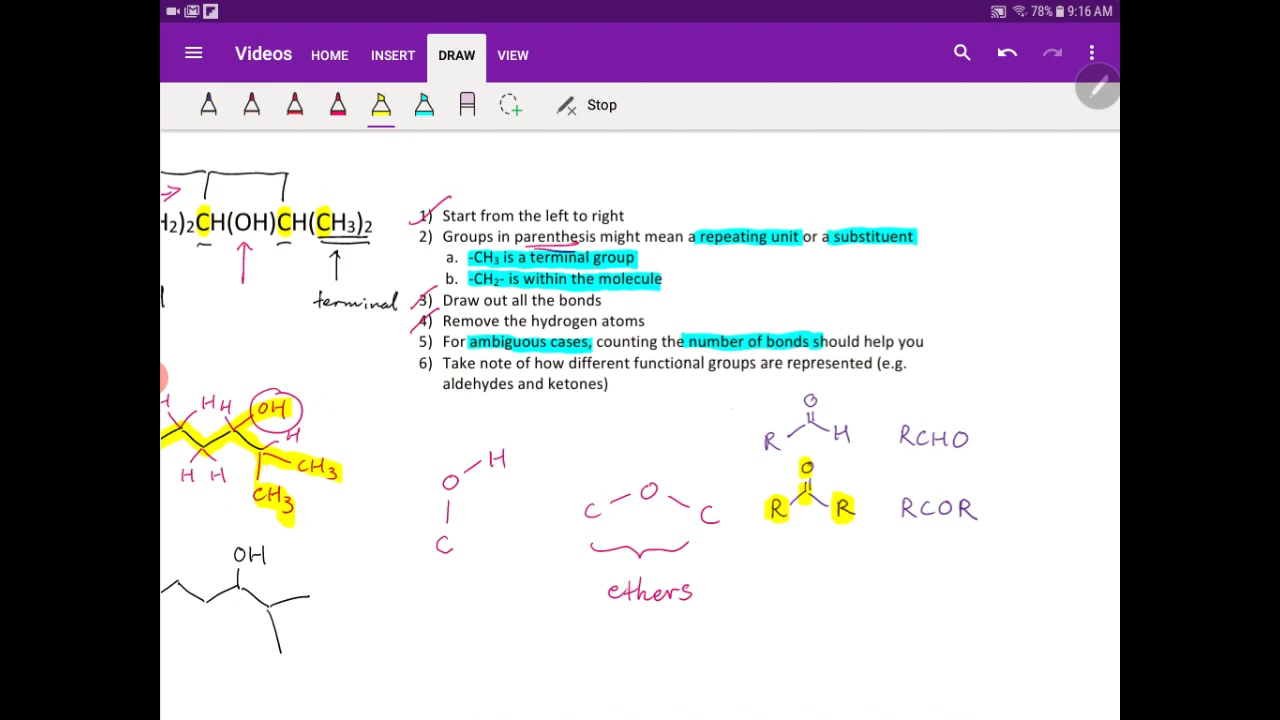 78% 9:16 AM
Videos HOME INSERT DRAW VIEW
Stop
H2)2CH(OH)CH(CH3)2
terminal
1) Start from the left to right
2) Groups in parenthesis might mean a repeating unit or a substituent
a. -CH3 is a terminal group
b. -CH2- is within the molecule
3) Draw out all the bonds
4) Remove the hydrogen atoms
5) For ambiguous cases, counting the number of bonds should help you
6) Take note of how different functional groups are represented (e.g.
aldehydes and ketones)
H H H OH
H
H H CH3
CH3
OH
O H
C
C O C
ethers
O
R H RCHO
O
R R RCOR